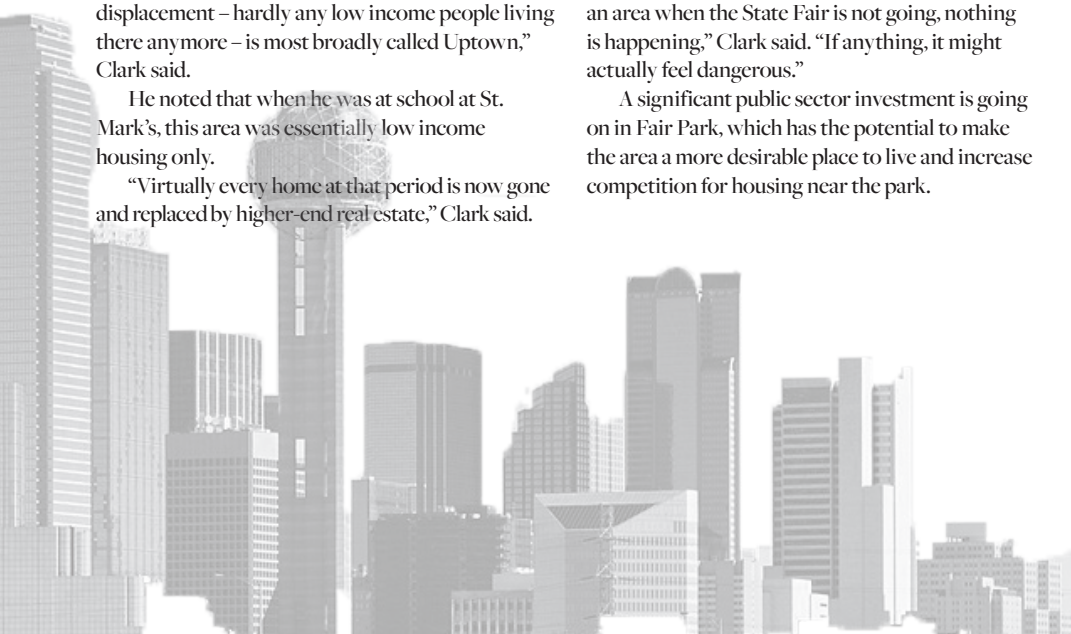 displacement – hardly any low income people living
there anymore – is most broadly called Uptown,”
Clark said.
He noted that when he was at school at St.
Mark’s, this area was essentially low income
housing only.
“Virtually every home at that period is now gone
and replaced by higher-end real estate,” Clark said.
an area when the State Fair is not going, nothing
is happening,” Clark said. “If anything, it might
actually feel dangerous.”
A significant public sector investment is going
on in Fair Park, which has the potential to make
the area a more desirable place to live and increase
competition for housing near the park.